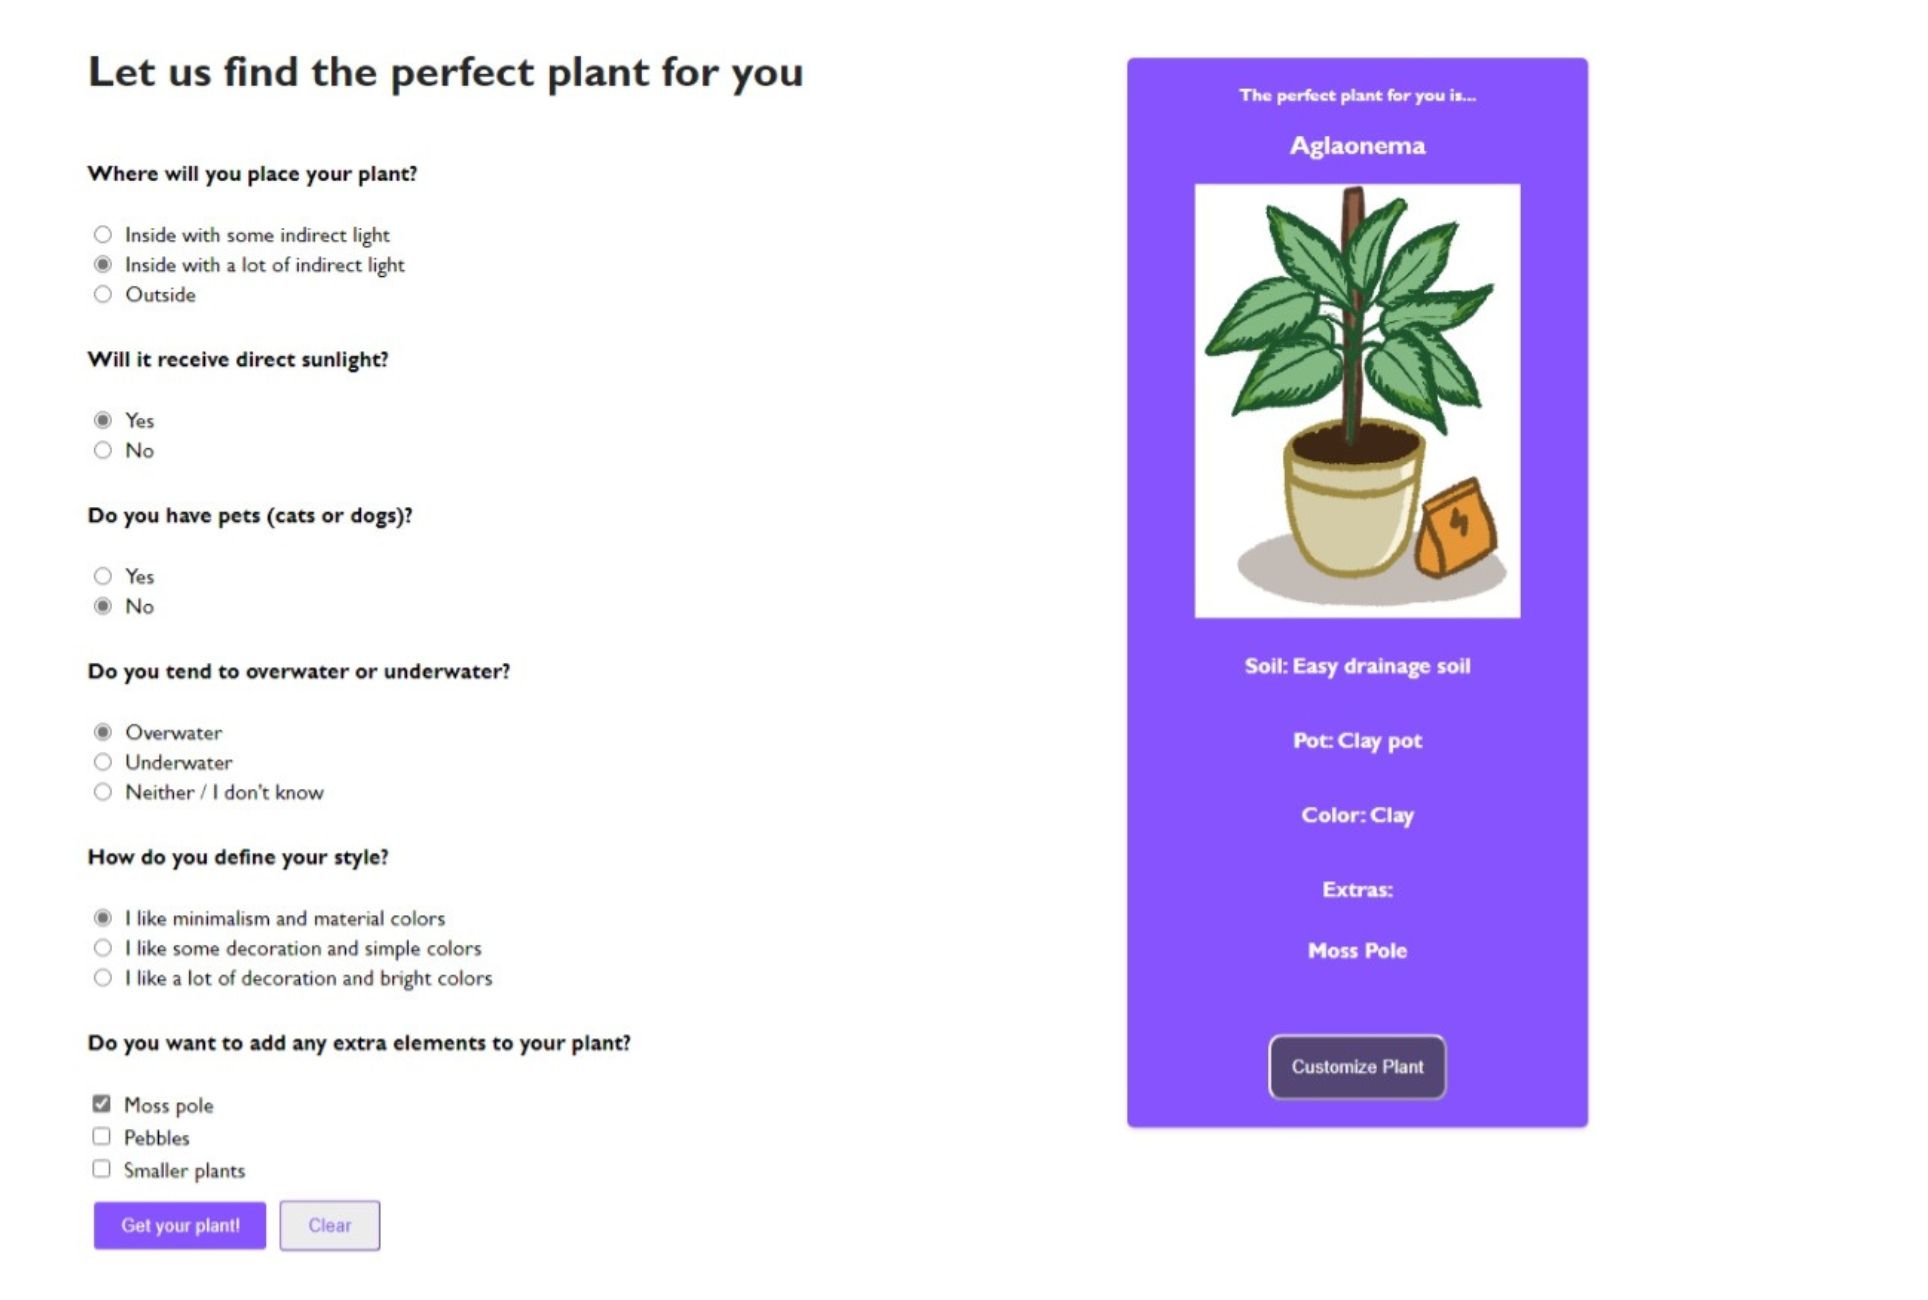 Let us find the perfect plant for you
Where will you place your plant?
Inside with some indirect light
Inside with a lot of indirect light
Outside
Will it receive direct sunlight?
Yes
No
Do you have pets (cats or dogs)?
Yes
No
Do you tend to overwater or underwater?
Overwater
Underwater
Neither / I don't know
How do you define your style?
I like minimalism and material colors
I like some decoration and simple colors
I like a lot of decoration and bright colors
Do you want to add any extra elements to your plant?
Moss pole
Pebbles
Smaller plants
Get your plant!
Clear
The perfect plant for you is...
Aglaonema
Soil: Easy drainage soil
Pot: Clay pot
Color: Clay
Extras:
Moss Pole
Customize Plant